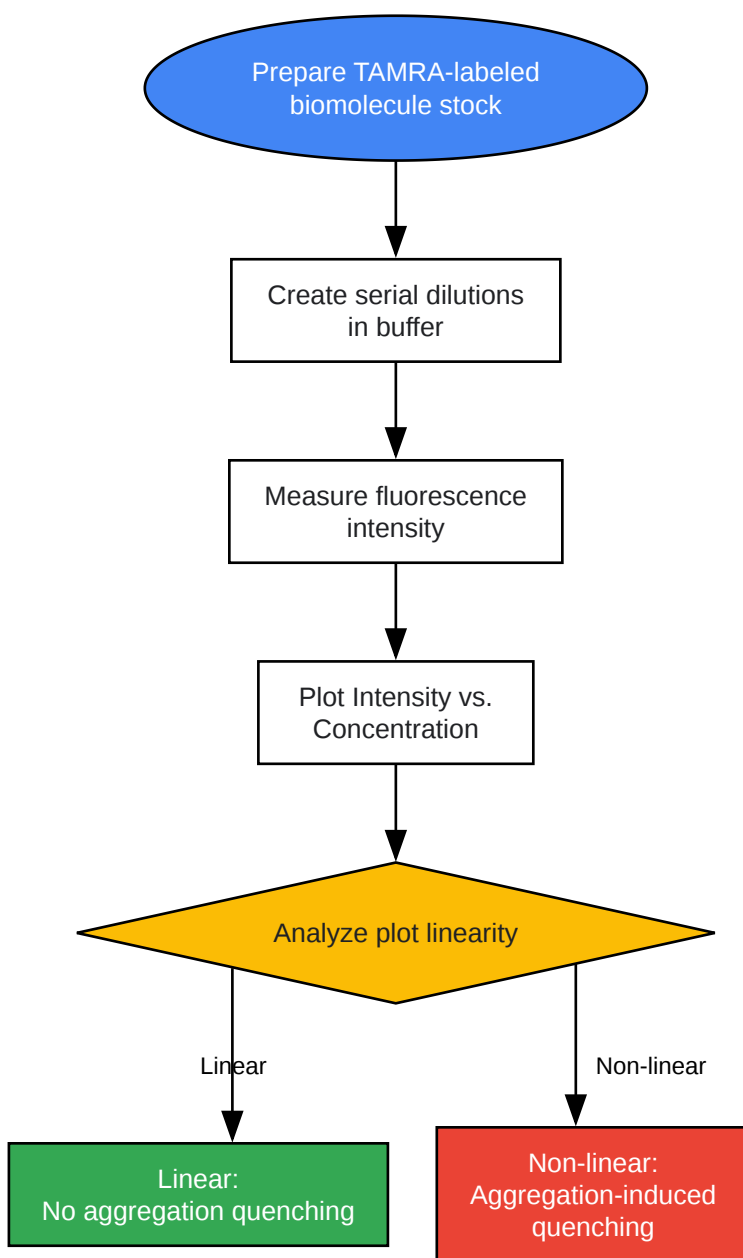 Prepare TAMRA-labeled
biomolecule stock
Create serial dilutions
in buffer
Measure fluorescence
intensity
Plot Intensity vs.
Concentration
Analyze plot linearity
Linear
Non-linear
Linear:
No aggregation quenching
Non-linear:
Aggregation-induced
quenching